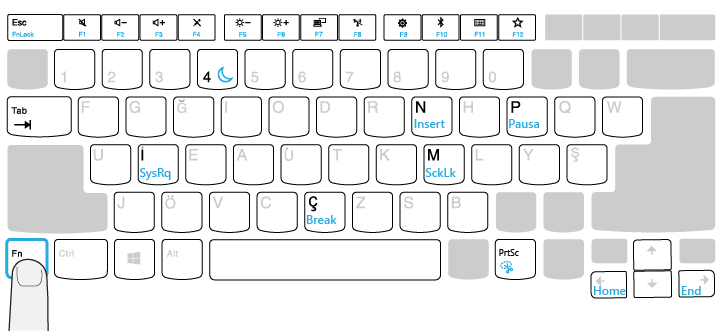 Esc
FnLock
F1
F2
F3
F4
F5
F6
F7
F8
F9
F10
F11
F12
1 2 3 4 5 6 7 8 9 0
Tab F G Ğ I O D R N P Q W
Insert Pausa
U İ E A Ü T K M L Y Ş
SysRq SckLk
J Ö V C Ç Z S B
Break
Fn Ctrl Alt PrtSc
Home End